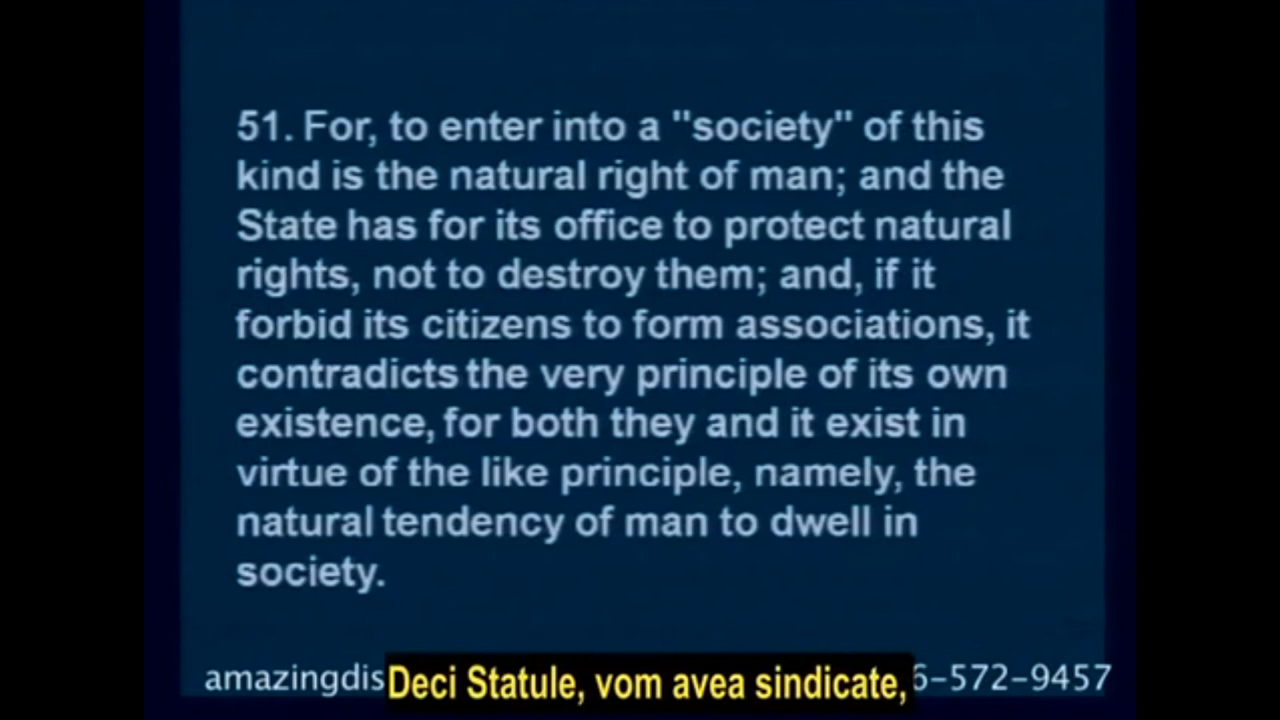 51. For, to enter into a "society" of this
kind is the natural right of man; and the
State has for its office to protect natural
rights, not to destroy them; and, if it
forbid its citizens to form associations, it
contradicts the very principle of its own
existence, for both they and it exist in
virtue of the like principle, namely, the
natural tendency of man to dwell in
society.
amazingdis
Deci Statule, vom avea sindicate,
6-572-9457